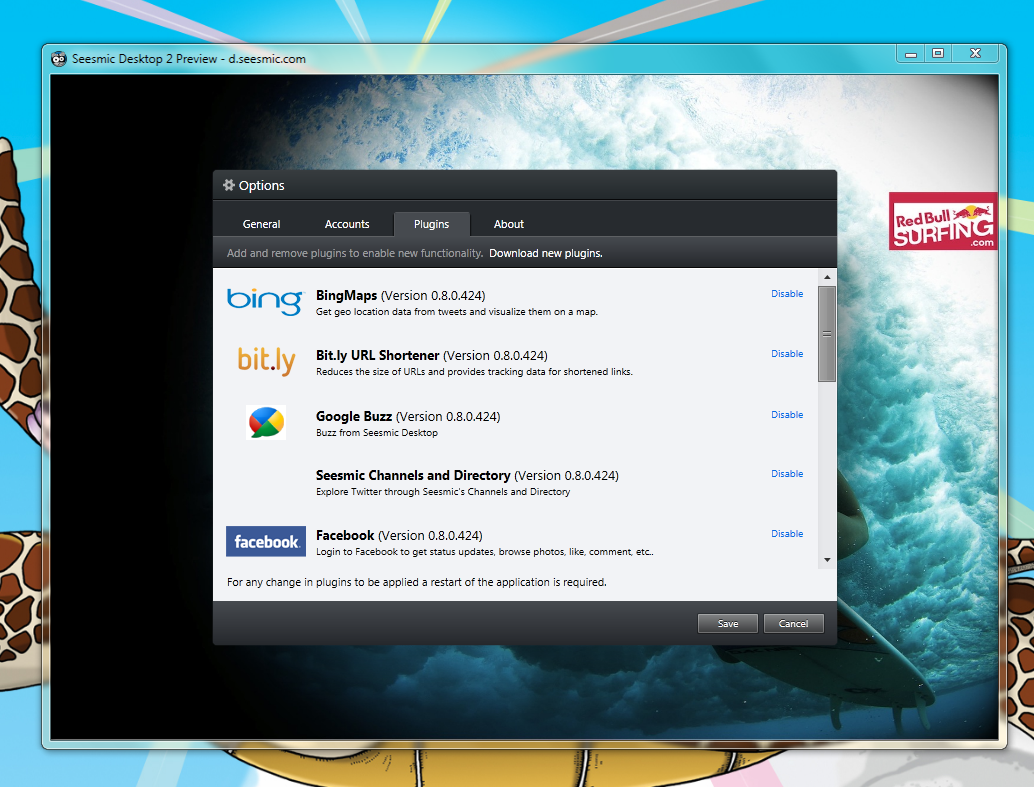 Seesmic Desktop 2 Preview - d.seesmic.com
Options
General Accounts Plugins About
Add and remove plugins to enable new functionality. Download new plugins.
bing
BingMaps (Version 0.8.0.424)
Disable
Get geo location data from tweets and visualize them on a map.
bit.ly
Bit.ly URL Shortener (Version 0.8.0.424)
Disable
Reduces the size of URLs and provides tracking data for shortened links.
Google Buzz (Version 0.8.0.424)
Disable
Buzz from Seesmic Desktop
Seesmic Channels and Directory (Version 0.8.0.424)
Disable
Explore Twitter through Seesmic's Channels and Directory
facebook.
Facebook (Version 0.8.0.424)
Disable
Login to Facebook to get status updates, browse photos, like, comment, etc..
For any change in plugins to be applied a restart of the application is required.
Save Cancel
Red Bull
SURFING
.com